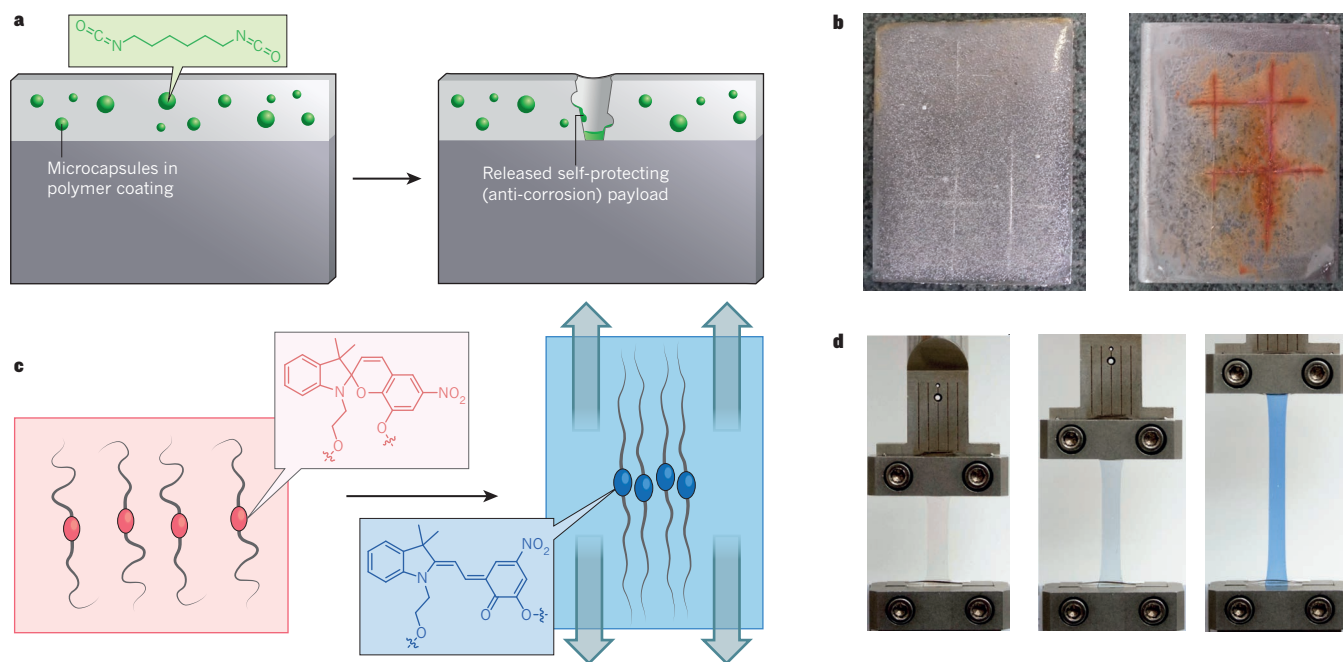 a
O
C
N
N
C
O
Microcapsules in
polymer coating
Released self-protecting
(anti-corrosion) payload
b
c
N
O
NO2
O
O
N
NO2
O
O
O
d